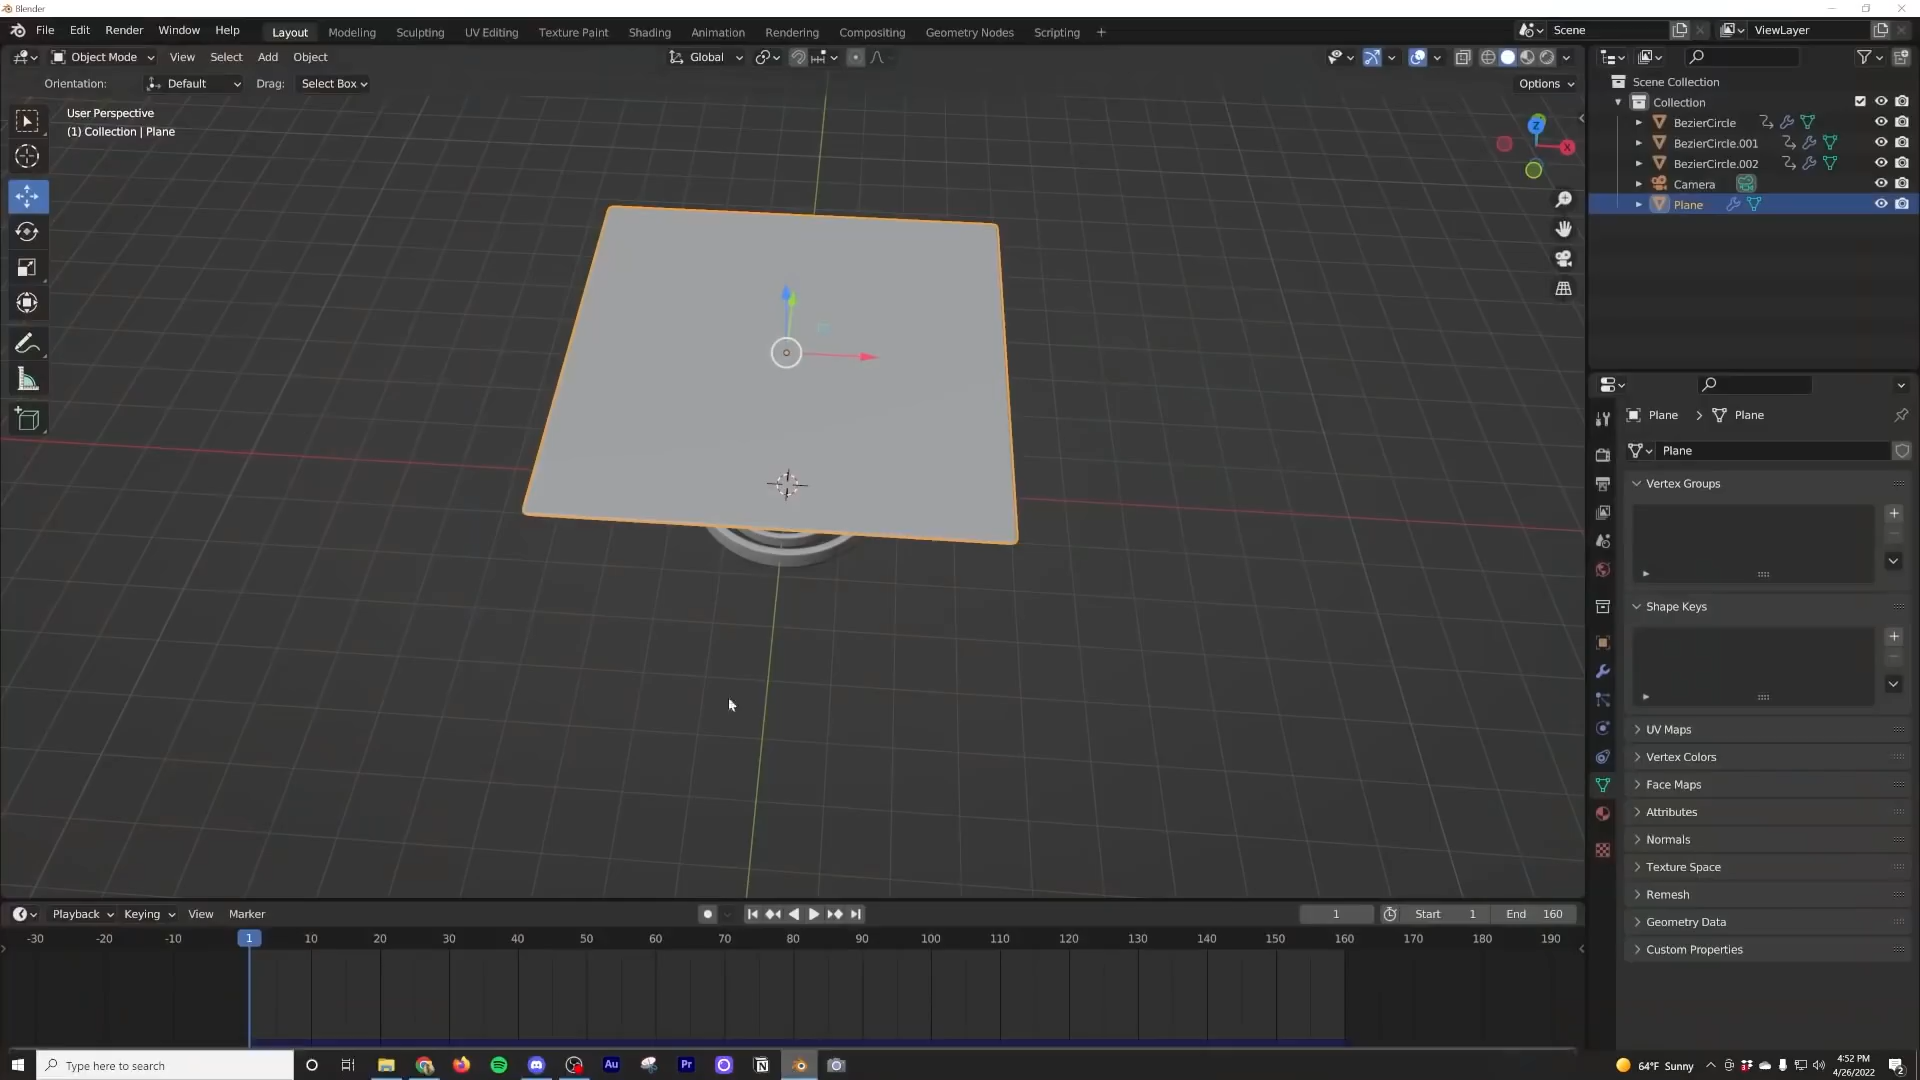 Blender
File Edit Render Window Help Layout Modeling Sculpting UV Editing Texture Paint Shading Animation Rendering Compositing Geometry Nodes Scripting + Scene ViewLayer
Object Mode View Select Add Object Global
Orientation: Default Drag: Select Box Options
User Perspective
(1) Collection | Plane
Z
X
Scene Collection
Collection
BezierCircle
BezierCircle.001
BezierCircle.002
Camera
Plane
Plane > Plane
Plane
Vertex Groups
Shape Keys
UV Maps
Vertex Colors
Face Maps
Attributes
Normals
Texture Space
Remesh
Geometry Data
Custom Properties
Playback Keying View Marker 1 Start 1 End 160
-30 -20 -10 1 10 20 30 40 50 60 70 80 90 100 110 120 130 140 150 160 170 180 190
Type here to search Au Pr N 64°F Sunny 4:52 PM
4/26/2022
2